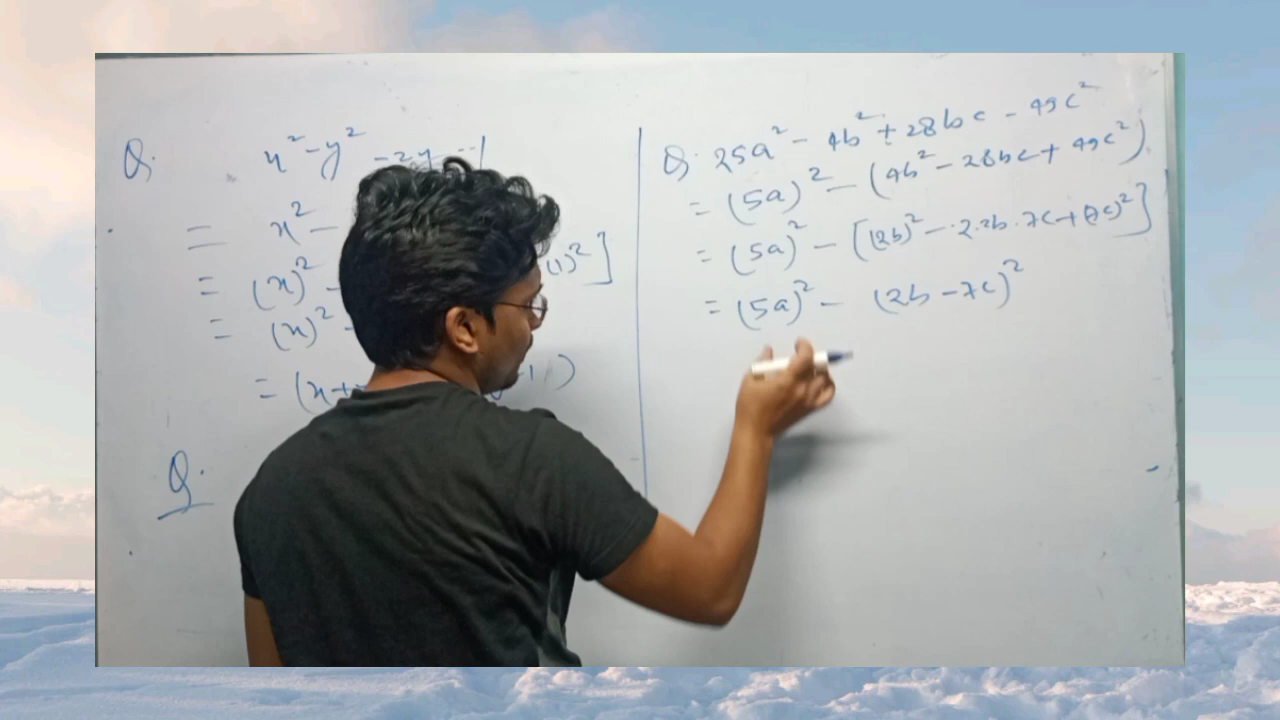 Q. x² - y² - 2y - 1
= x² -
= (x)² - (1)²]
= (x)² -
= (x+ - 1)
Q.
Q. 25a² - 4b² + 28bc - 49c²
= (5a)² - (4b² - 28bc + 49c²)
= (5a)² - [(2b)² - 2.2b.7c + (7c)²]
= (5a)² - (2b - 7c)²